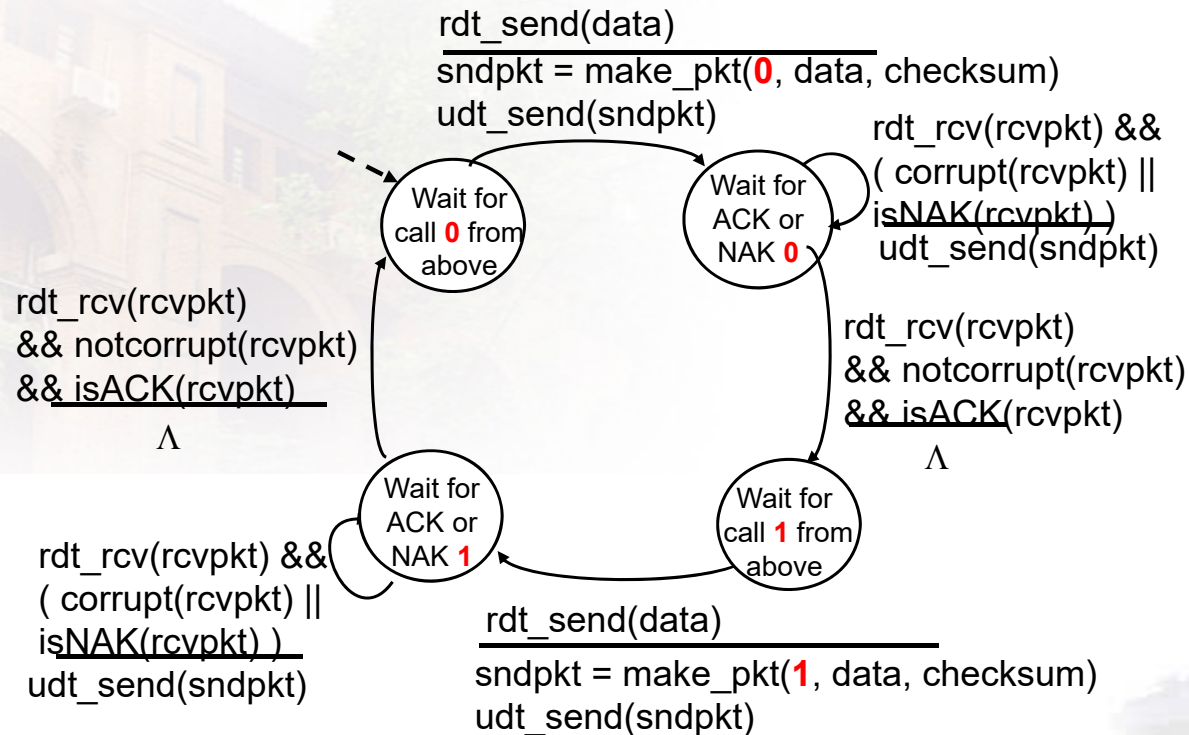 rdt_send(data)
sndpkt = make_pkt(0, data, checksum)
udt_send(sndpkt)
rdt_rcv(rcvpkt) &&
( corrupt(rcvpkt) ||
isNAK(rcvpkt) )
udt_send(sndpkt)
Wait for
call 0 from
above
Wait for
ACK or
NAK 0
rdt_rcv(rcvpkt)
&& notcorrupt(rcvpkt)
&& isACK(rcvpkt)
Λ
rdt_rcv(rcvpkt)
&& notcorrupt(rcvpkt)
&& isACK(rcvpkt)
Λ
Wait for
ACK or
NAK 1
Wait for
call 1 from
above
rdt_rcv(rcvpkt) &&
( corrupt(rcvpkt) ||
isNAK(rcvpkt) )
udt_send(sndpkt)
rdt_send(data)
sndpkt = make_pkt(1, data, checksum)
udt_send(sndpkt)